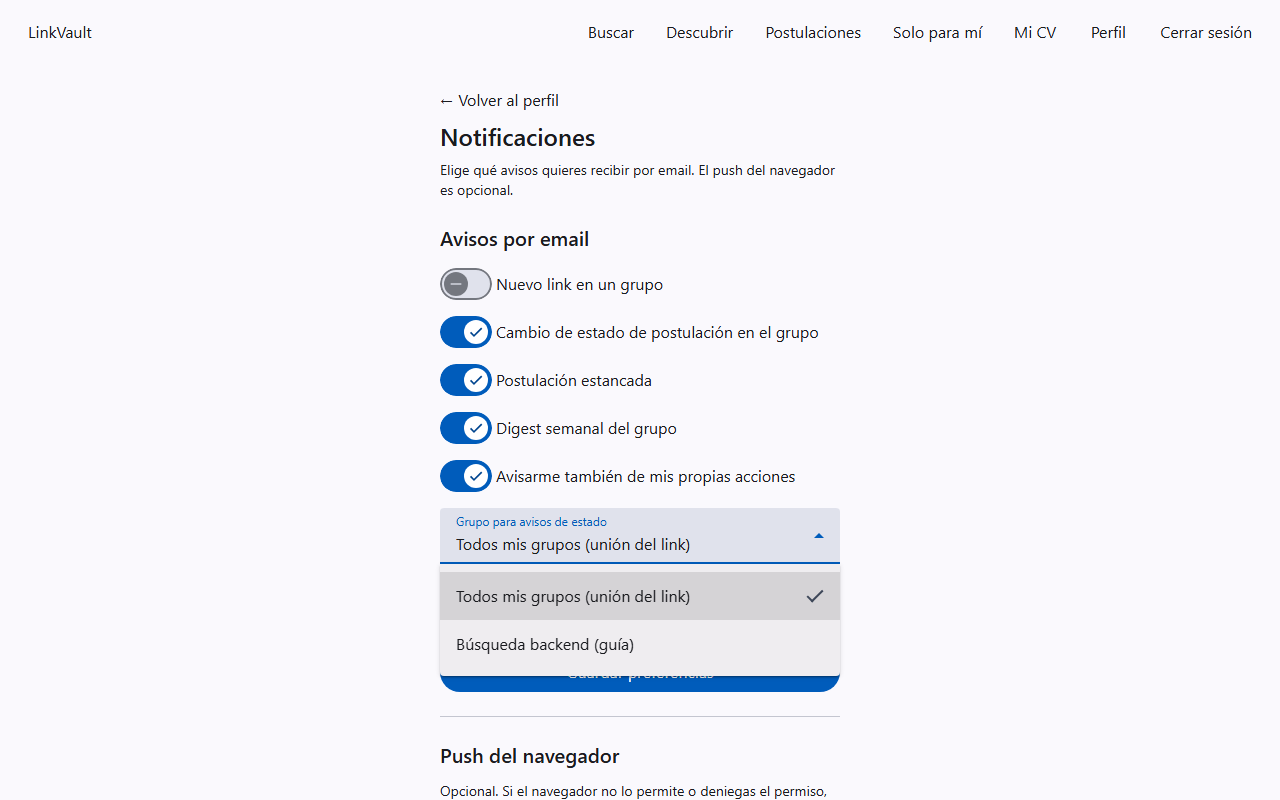 LinkVault
Buscar
Descubrir
Postulaciones
Solo para mí
Mi CV
Perfil
Cerrar sesión
← Volver al perfil
Notificaciones
Elige qué avisos quieres recibir por email. El push del navegador
es opcional.
Avisos por email
Nuevo link en un grupo
Cambio de estado de postulación en el grupo
Postulación estancada
Digest semanal del grupo
Avisarme también de mis propias acciones
Grupo para avisos de estado
Todos mis grupos (unión del link)
Todos mis grupos (unión del link)
Búsqueda backend (guía)
Guardar preferencias
Push del navegador
Opcional. Si el navegador no lo permite o deniegas el permiso,